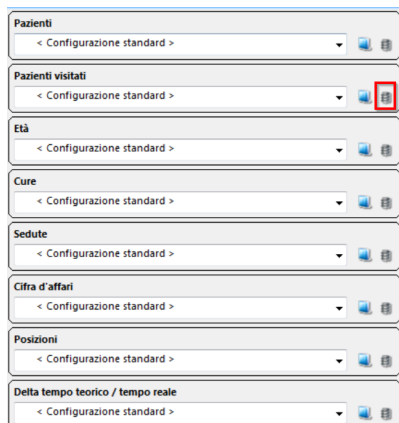 Pazienti
< Configurazione standard >
Pazienti visitati
< Configurazione standard >
Età
< Configurazione standard >
Cure
< Configurazione standard >
Sedute
< Configurazione standard >
Cifra d'affari
< Configurazione standard >
Posizioni
< Configurazione standard >
Delta tempo teorico / tempo reale
< Configurazione standard >